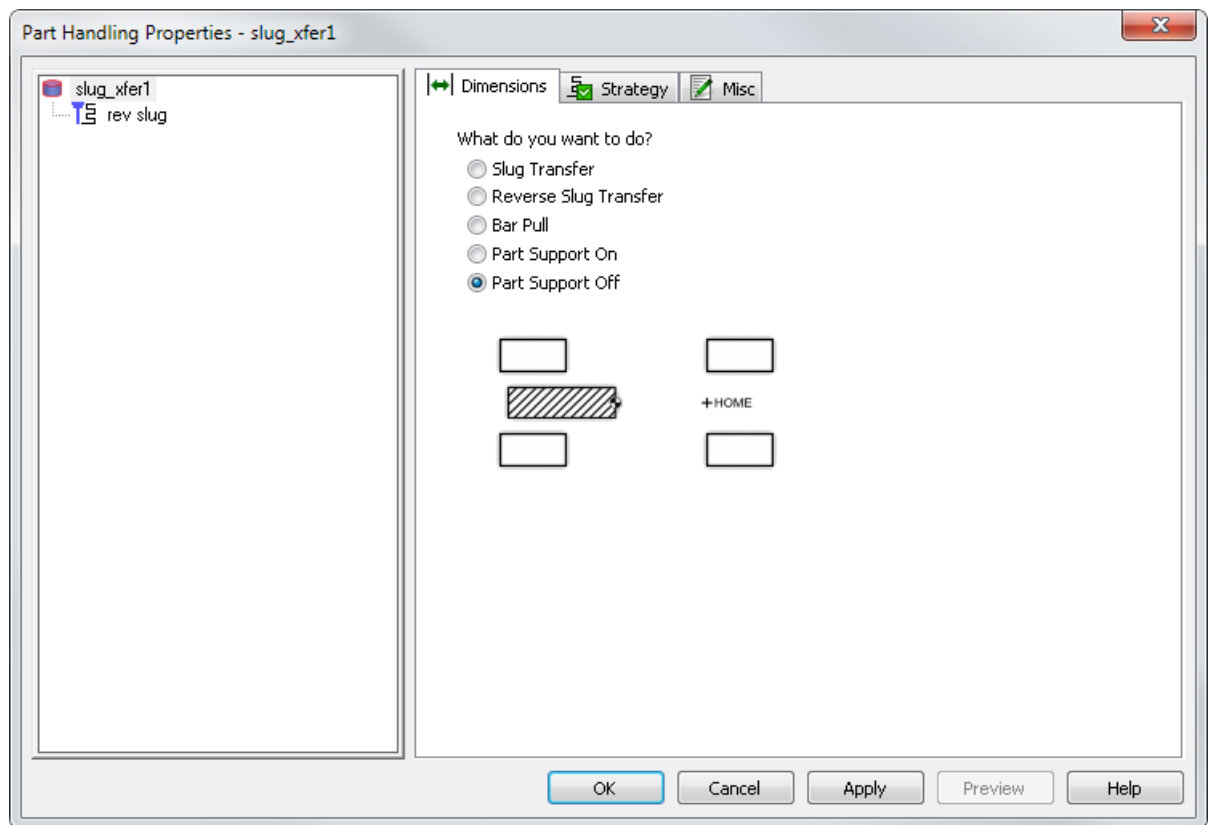 Part Handling Properties - slug_xfer1
slug_xfer1
rev slug
Dimensions
Strategy
Misc
What do you want to do?
Slug Transfer
Reverse Slug Transfer
Bar Pull
Part Support On
Part Support Off
+HOME
OK
Cancel
Apply
Preview
Help